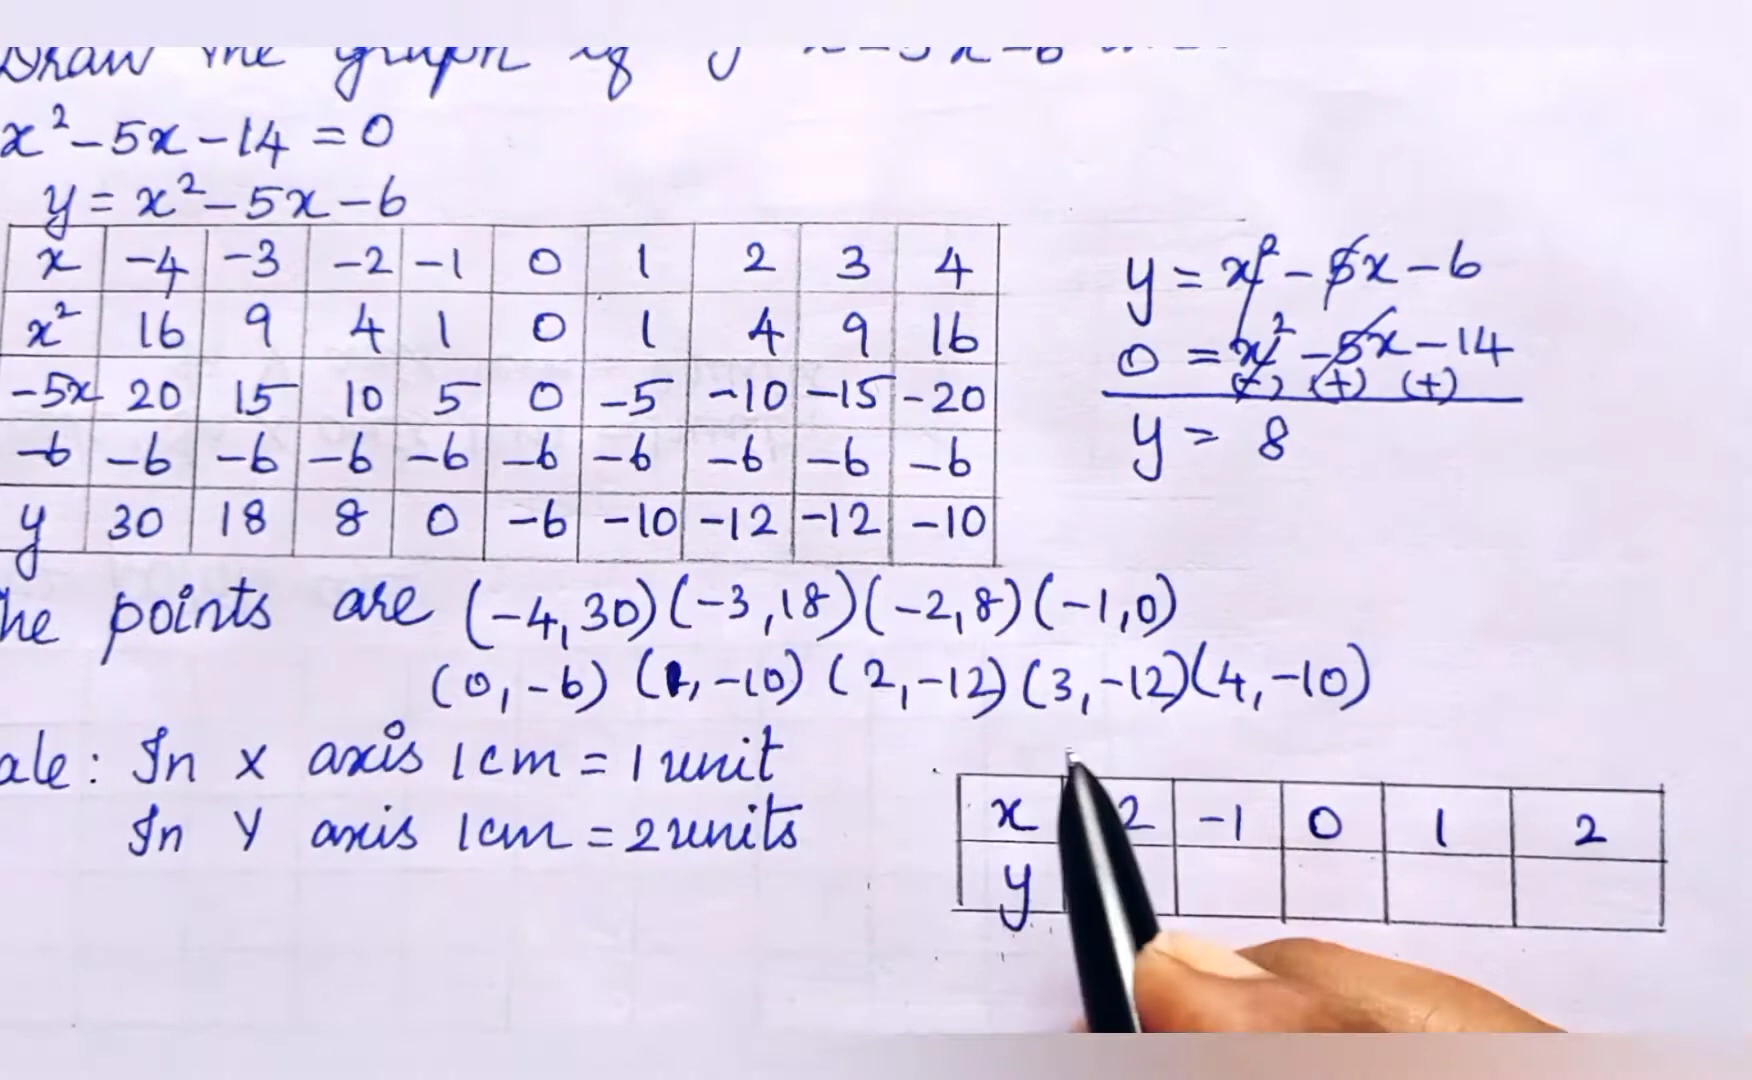 Draw the graph of y
x² - 5x - 14 = 0
y = x² - 5x - 6
x -4 -3 -2 -1 0 1 2 3 4
x² 16 9 4 1 0 1 4 9 16
-5x 20 15 10 5 0 -5 -10 -15 -20
-6 -6 -6 -6 -6 -6 -6 -6 -6 -6
y 30 18 8 0 -6 -10 -12 -12 -10
y = x² - 5x - 6
0 = x² - 5x - 14
(-) (+) (+)
y = 8
he points are (-4, 30) (-3, 18) (-2, 8) (-1, 0)
(0, -6) (1, -10) (2, -12) (3, -12) (4, -10)
ale: In X axis 1cm = 1 unit
In Y axis 1cm = 2 units
x 2 -1 0 1 2
y